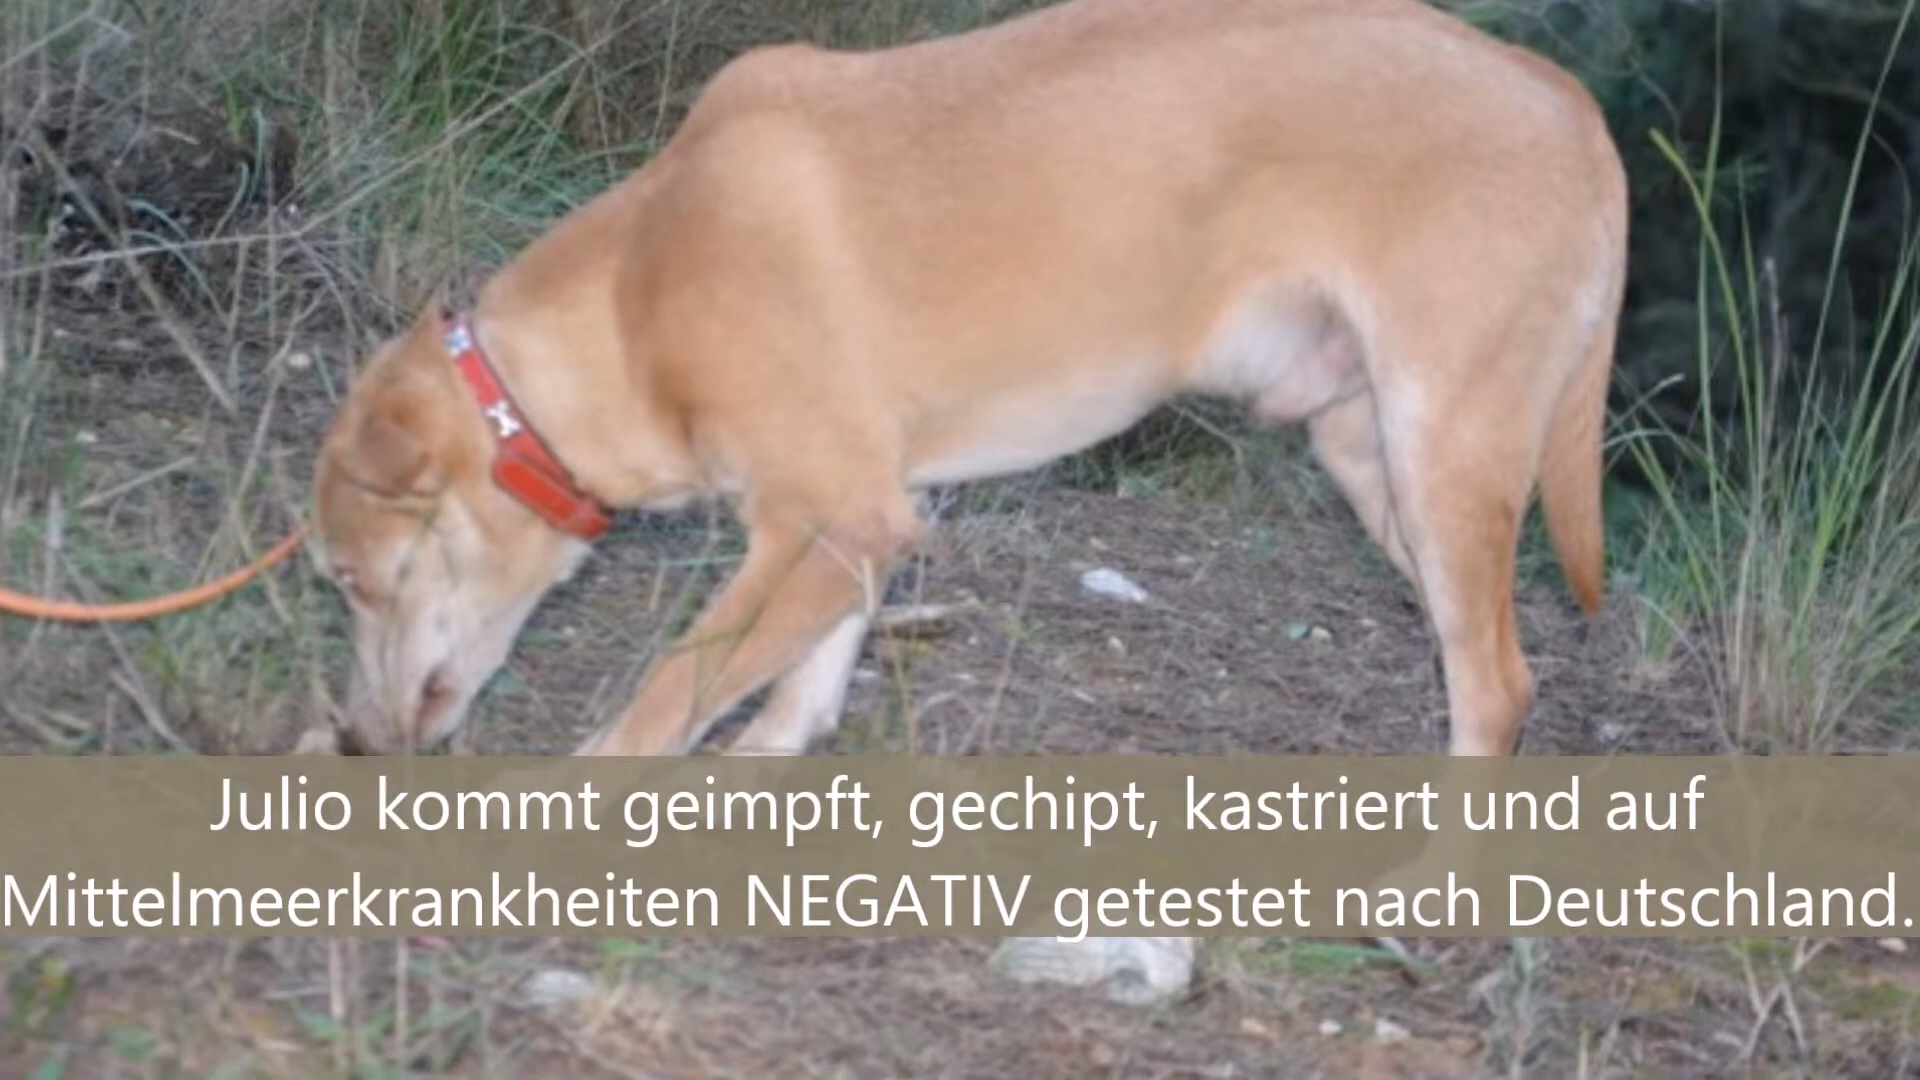 Julio kommt geimpft, gechipt, kastriert und auf
Mittelmeerkrankheiten NEGATIV getestet nach Deutschland.